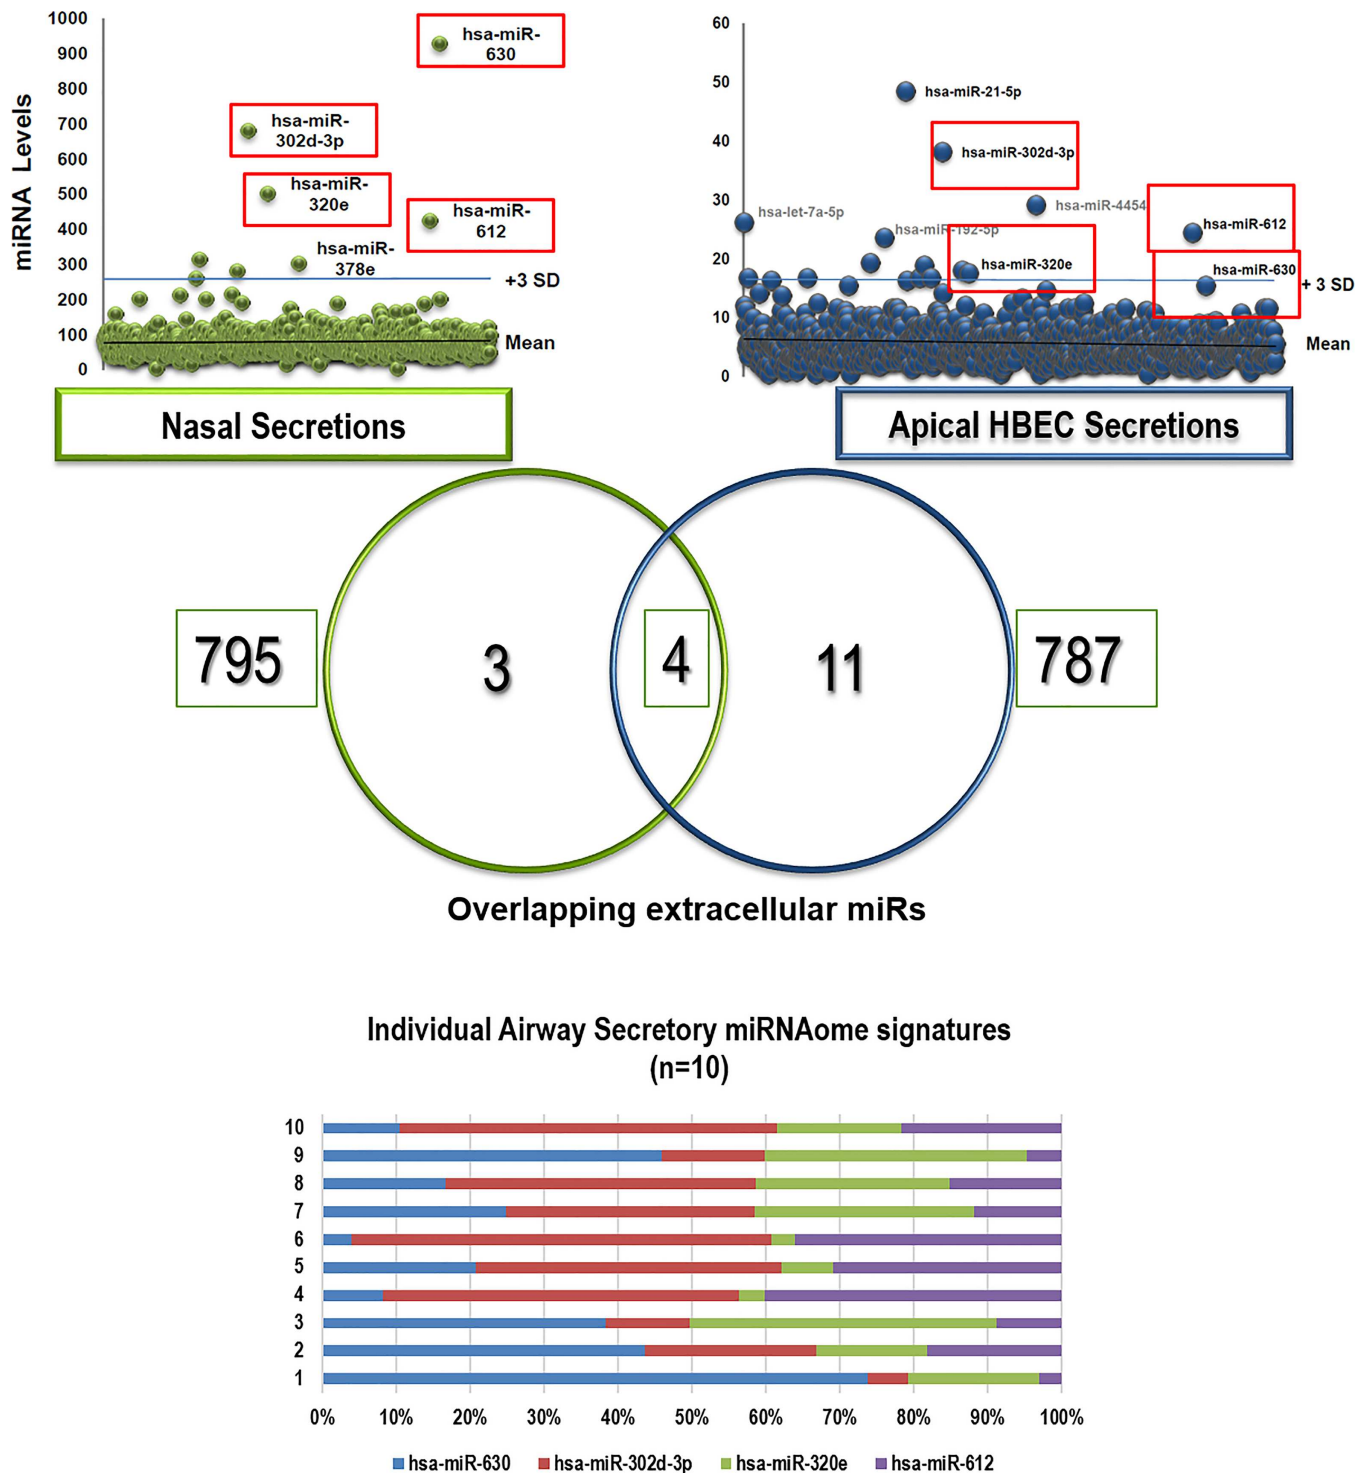 miRNA Levels
1000
900
800
700
600
500
400
300
200
100
0
hsa-miR-
630
hsa-miR-
302d-3p
hsa-miR-
320e
hsa-miR-
612
hsa-miR-
378e
+3 SD
Mean
Nasal Secretions
60
50
40
30
20
10
0
hsa-miR-21-5p
hsa-miR-302d-3p
hsa-miR-4454
hsa-let-7a-5p
hsa-miR-192-5p
hsa-miR-612
hsa-miR-320e
hsa-miR-630
+ 3 SD
Mean
Apical HBEC Secretions
795
3
4
11
787
Overlapping extracellular miRs
Individual Airway Secretory miRNAome signatures
(n=10)
10
9
8
7
6
5
4
3
2
1
0% 10% 20% 30% 40% 50% 60% 70% 80% 90% 100%
hsa-miR-630 hsa-miR-302d-3p hsa-miR-320e hsa-miR-612